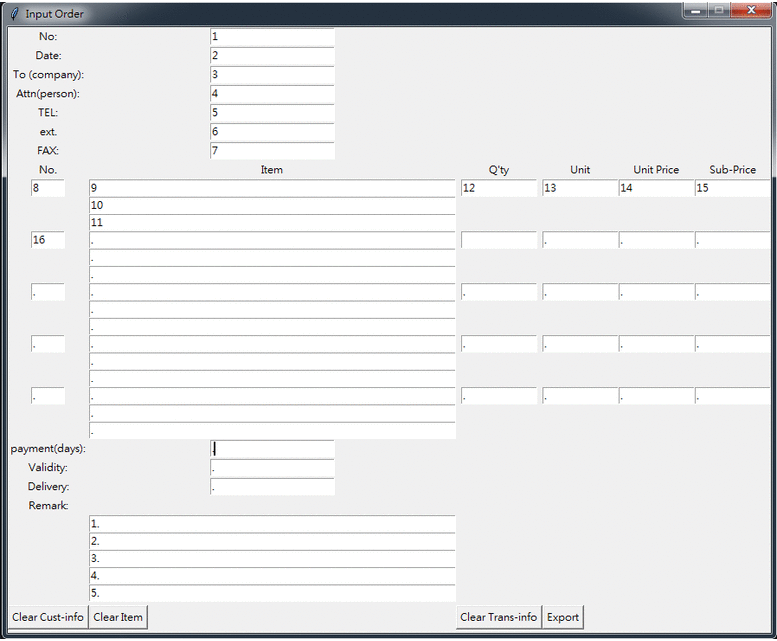 Input Order
No: 1
Date: 2
To (company): 3
Attn(person): 4
TEL: 5
ext. 6
FAX: 7
No. Item Q'ty Unit Unit Price Sub-Price
8 9 12 13 14 15
10
11
16 . . . .
.
.
. . . . . .
.
.
. . . . . .
.
.
. . . . . .
.
.
payment(days): .
Validity: .
Delivery: .
Remark:
1.
2.
3.
4.
5.
Clear Cust-info Clear Item Clear Trans-info Export